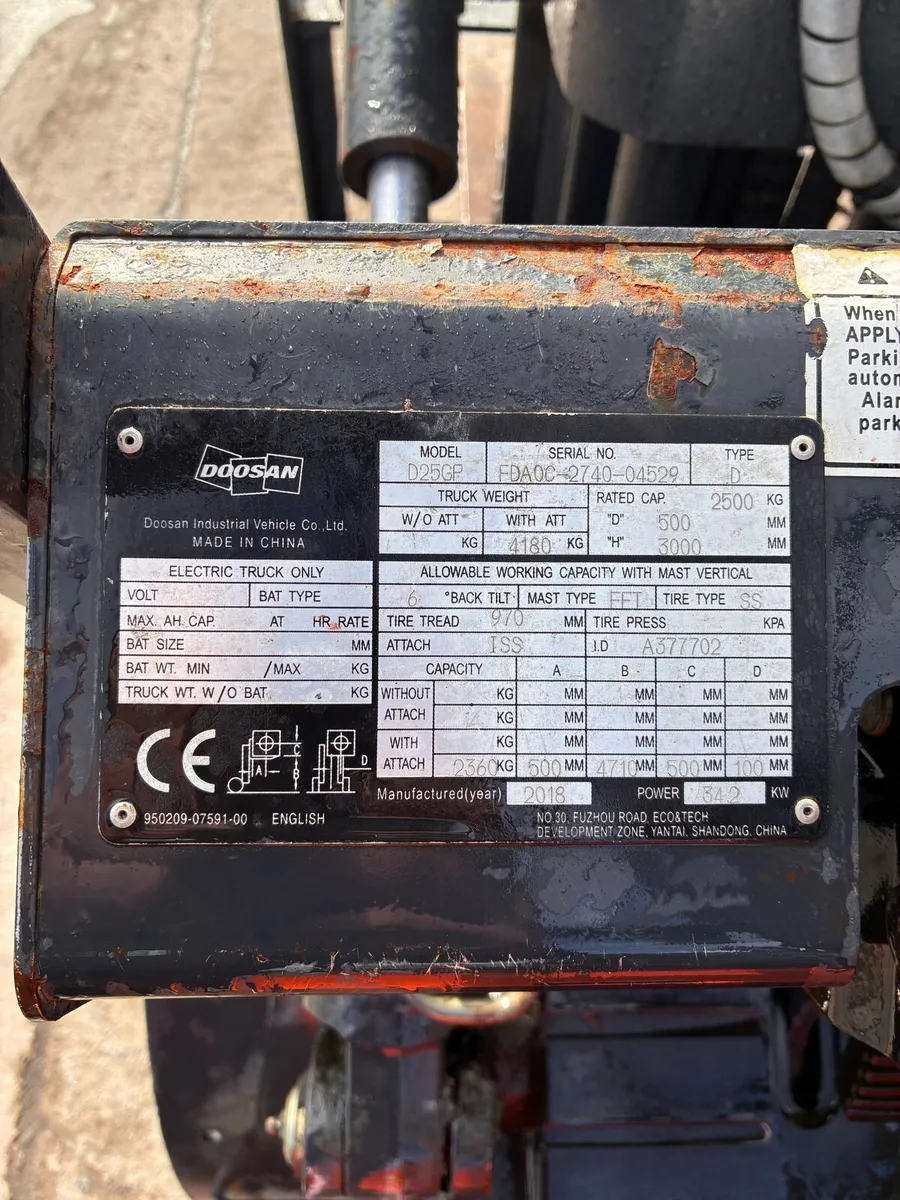 When
APPLY
Parki
autom
Alar
park
DOOSAN
Doosan Industrial Vehicle Co.,Ltd.
MADE IN CHINA
MODEL SERIAL NO. TYPE
D25GP FDA0C-2740-04529 D
TRUCK WEIGHT RATED CAP. 2500 KG
W/O ATT WITH ATT "D" 500 MM
KG 4180 KG "H" 3000 MM
ELECTRIC TRUCK ONLY
VOLT BAT TYPE
MAX. AH. CAP. AT HR RATE
BAT SIZE MM
BAT WT. MIN /MAX KG
TRUCK WT. W/O BAT. KG
ALLOWABLE WORKING CAPACITY WITH MAST VERTICAL
6 °BACK TILT MAST TYPE FFT TIRE TYPE SS
TIRE TREAD 970 MM TIRE PRESS KPA
ATTACH ISS I.D A377702
CAPACITY A B C D
WITHOUT ATTACH KG MM MM MM MM
KG MM MM MM MM
WITH ATTACH KG MM MM MM MM
2360 KG 500 MM 4710 MM 500 MM 100 MM
CE
A
B
C
D
Manufactured(year) 2018 POWER 34.2 KW
950209-07591-00 ENGLISH
NO 30, FUZHOU ROAD, ECO&TECH
DEVELOPMENT ZONE, YANTAI, SHANDONG, CHINA